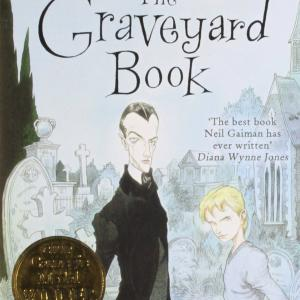 The
Graveyard
Book
'The best book
Neil Gaiman has
ever written'
Diana Wynne Jones